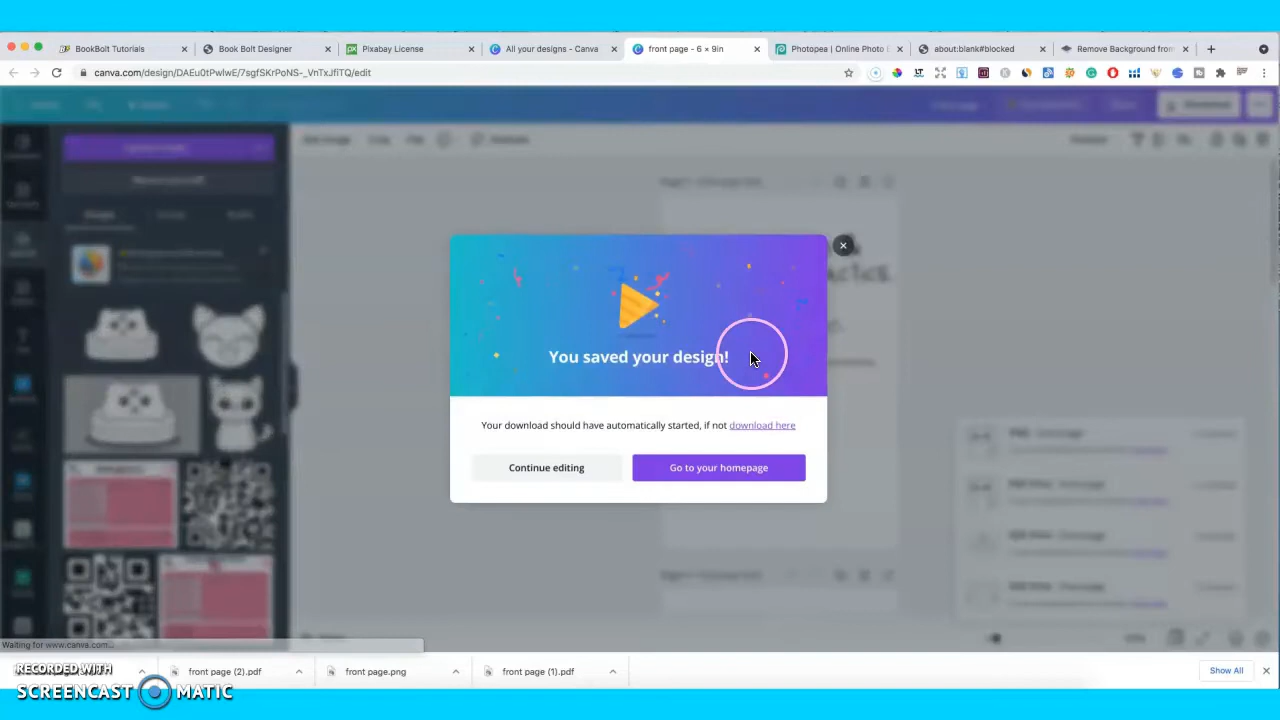 BookBolt Tutorials
Book Bolt Designer
Pixabay License
All your designs - Canva
front page - 6 × 9in
Photopea | Online Photo E
about:blank#blocked
Remove Background from
canva.com/design/DAEu0tPwlwE/7sgfSKrPoNS-_VnTxJfiTQ/edit
You saved your design!
Your download should have automatically started, if not download here
Continue editing
Go to your homepage
Waiting for www.canva.com...
front page (2).pdf
front page.png
front page (1).pdf
Show All
RECORDED WITH
SCREENCAST MATIC